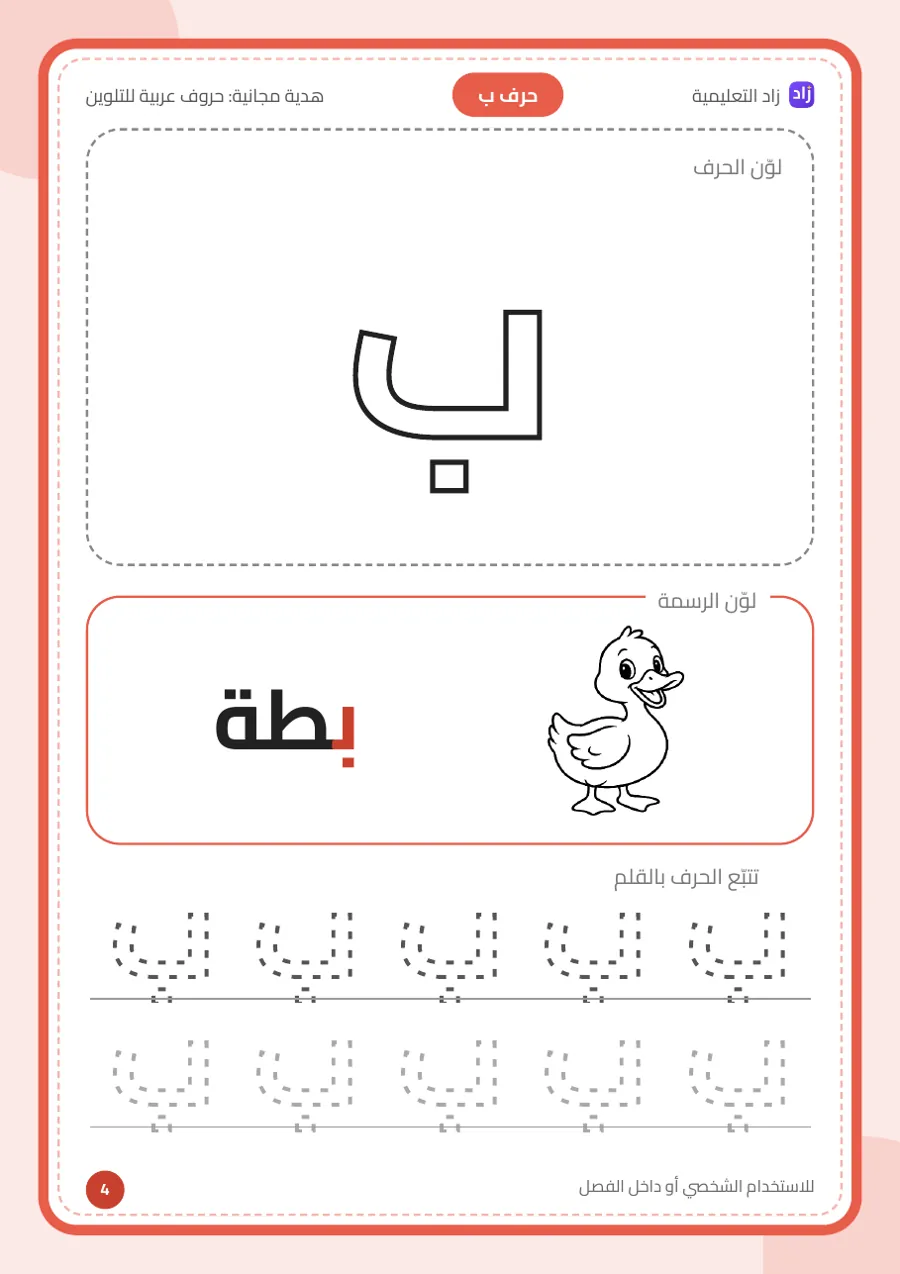 زاد زاد التعليمية
حرف ب
هدية مجانية: حروف عربية للتلوين
لوّن الحرف
ب
لوّن الرسمة
بطة
تتبّع الحرف بالقلم
ب ب ب ب ب
ب ب ب ب ب
للاستخدام الشخصي أو داخل الفصل
4